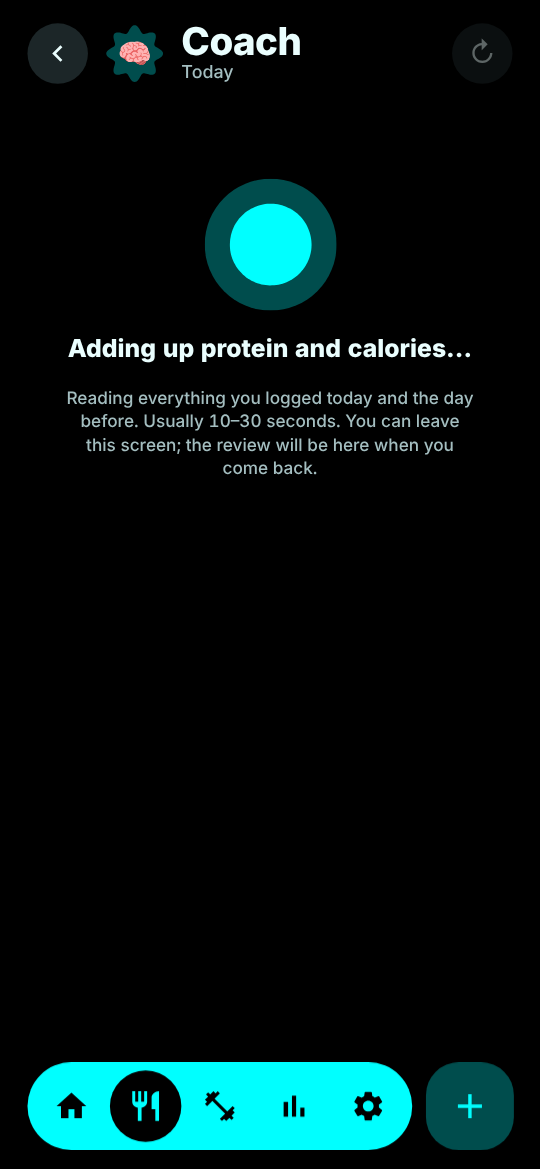 Coach
Today
Adding up protein and calories...
Reading everything you logged today and the day
before. Usually 10–30 seconds. You can leave
this screen; the review will be here when you
come back.